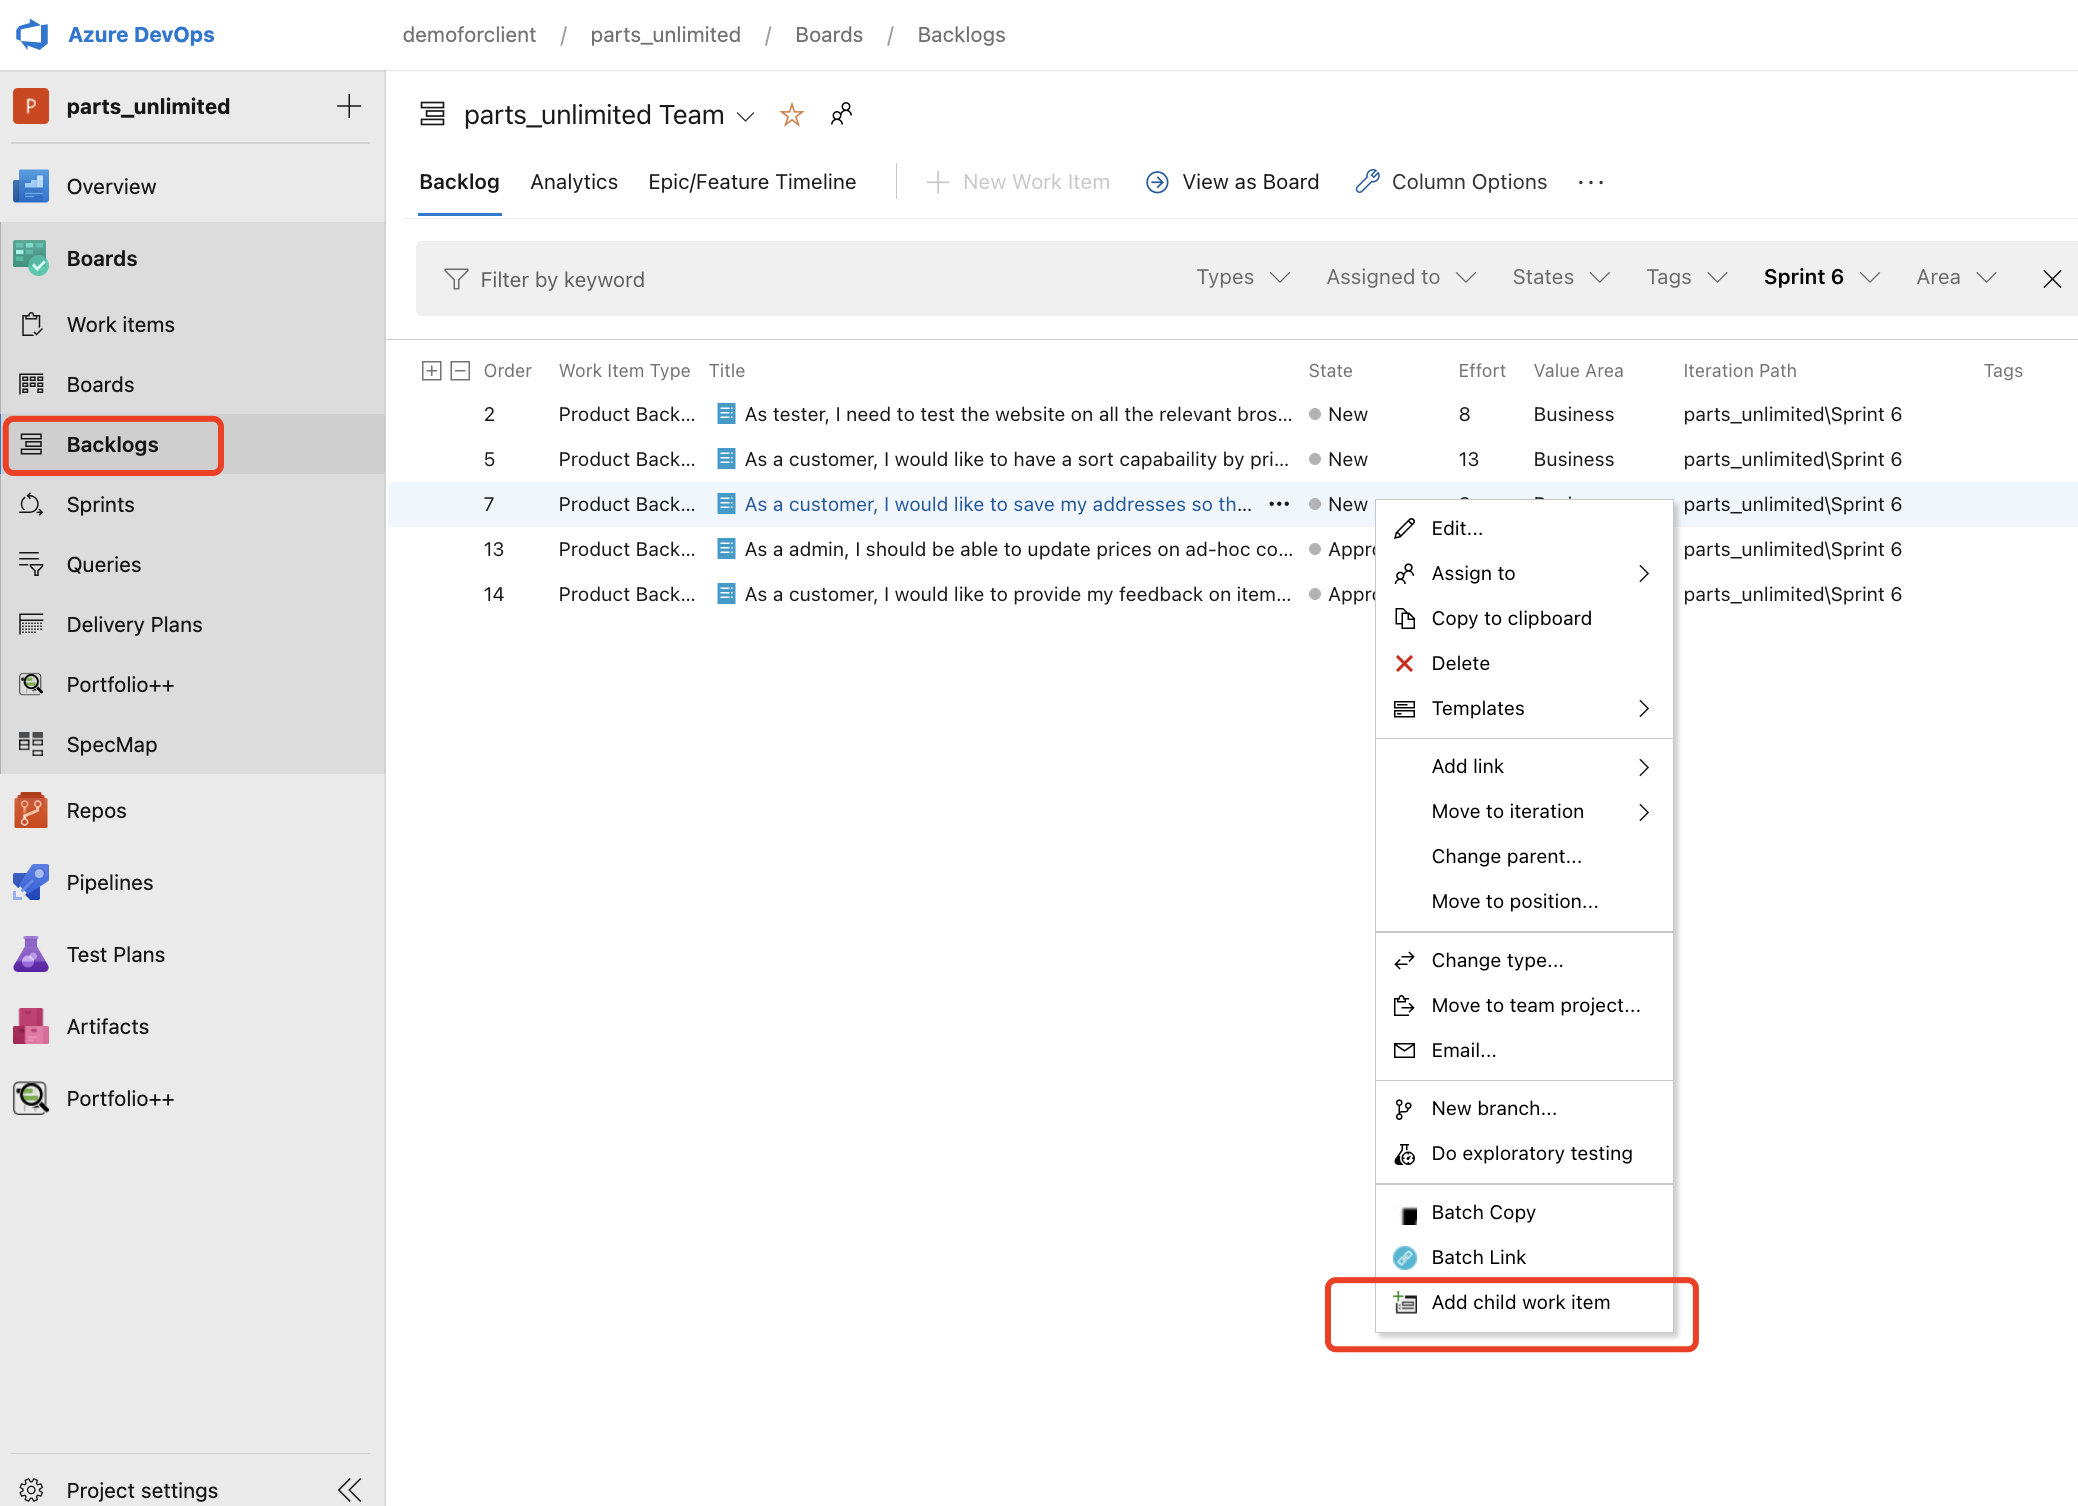 Azure DevOps
demoforclient / parts_unlimited / Boards / Backlogs
P parts_unlimited
Overview
Boards
Work items
Boards
Backlogs
Sprints
Queries
Delivery Plans
Portfolio++
SpecMap
Repos
Pipelines
Test Plans
Artifacts
Portfolio++
Project settings
parts_unlimited Team
Backlog Analytics Epic/Feature Timeline New Work Item View as Board Column Options
Filter by keyword Types Assigned to States Tags Sprint 6 Area
Order Work Item Type Title State Effort Value Area Iteration Path Tags
2 Product Back... As tester, I need to test the website on all the relevant bros... New 8 Business parts_unlimited\Sprint 6
5 Product Back... As a customer, I would like to have a sort capabaility by pri... New 13 Business parts_unlimited\Sprint 6
7 Product Back... As a customer, I would like to save my addresses so th... New parts_unlimited\Sprint 6
13 Product Back... As a admin, I should be able to update prices on ad-hoc co... Appro parts_unlimited\Sprint 6
14 Product Back... As a customer, I would like to provide my feedback on item... Appro parts_unlimited\Sprint 6
Edit...
Assign to
Copy to clipboard
Delete
Templates
Add link
Move to iteration
Change parent...
Move to position...
Change type...
Move to team project...
Email...
New branch...
Do exploratory testing
Batch Copy
Batch Link
Add child work item